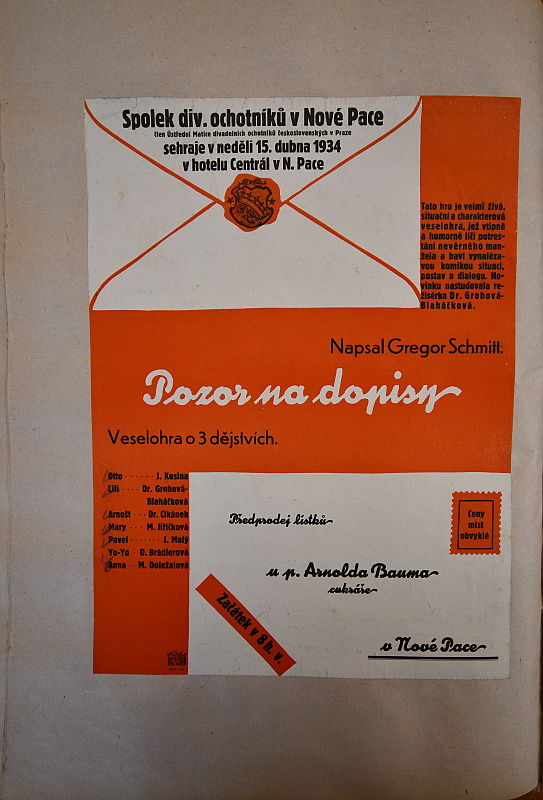 Spolek div. ochotníků v Nové Pace
člen Ústřední Matice divadelních ochotníků československých v Praze
sehraje v neděli 15. dubna 1934
v hotelu Centrál v N. Pace
Tato hra je velmi živá,
situační a charakterová
veselohra, jež vtipně
a humorně líčí potres-
tání nevěrného man-
žela a baví vynaléza-
vou komikou situací,
postav a dialogu. No-
vinku nastudovala re-
žisérka Dr. Grohová-
Blaháčková.
Napsal Gregor Schmitt.
Pozor na dopisy
Veselohra o 3 dějstvích.
Otto ······· J. Kusina
Lili ···· Dr. Grohová-
Blaháčková
Arnošt ··· Dr. Cikánek
Mary ··· M. Jiřičková
Pavel ······· J. Malý
Yo-Yo · O. Brádlerová
Anna ·· M. Doležalová
Předprodej lístků
u p. Arnolda Bauma
cukráře
v Nové Pace
Ceny
míst
obvyklé
Začátek v 8 h. v.